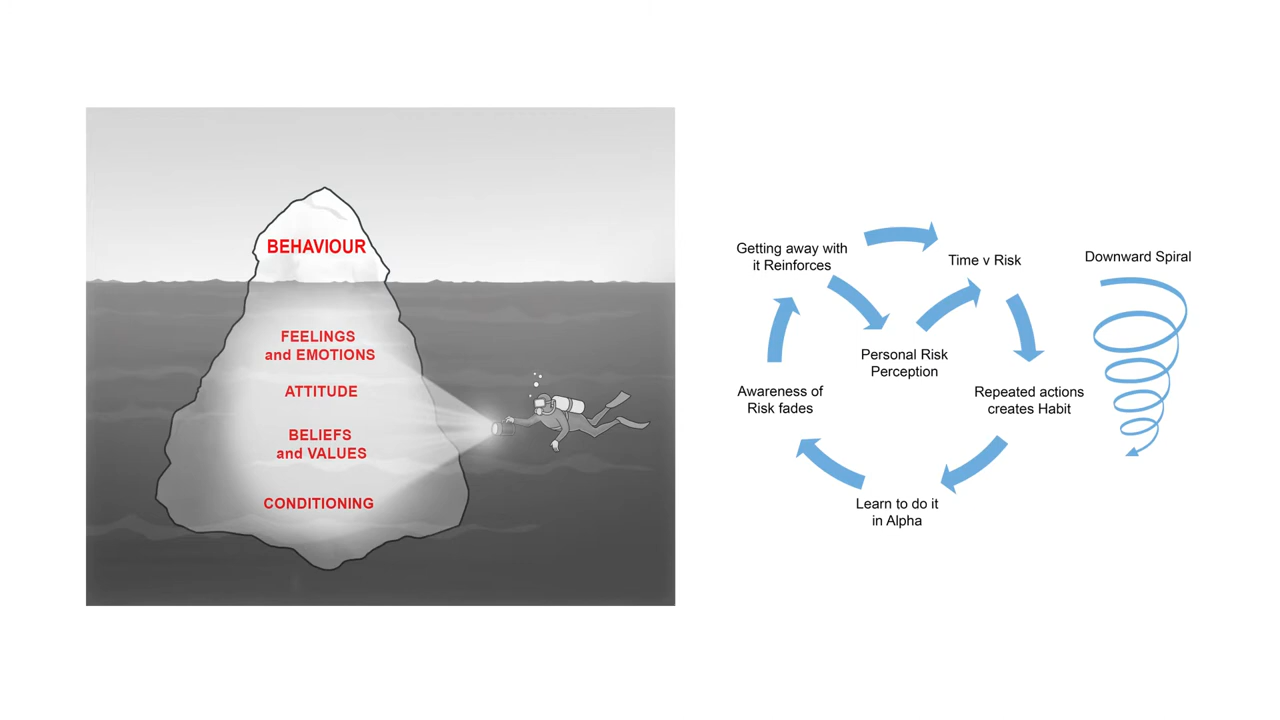 BEHAVIOUR
FEELINGS
and EMOTIONS
ATTITUDE
BELIEFS
and VALUES
CONDITIONING
Getting away with
it Reinforces
Time v Risk
Downward Spiral
Personal Risk
Perception
Awareness of
Risk fades
Repeated actions
creates Habit
Learn to do it
in Alpha